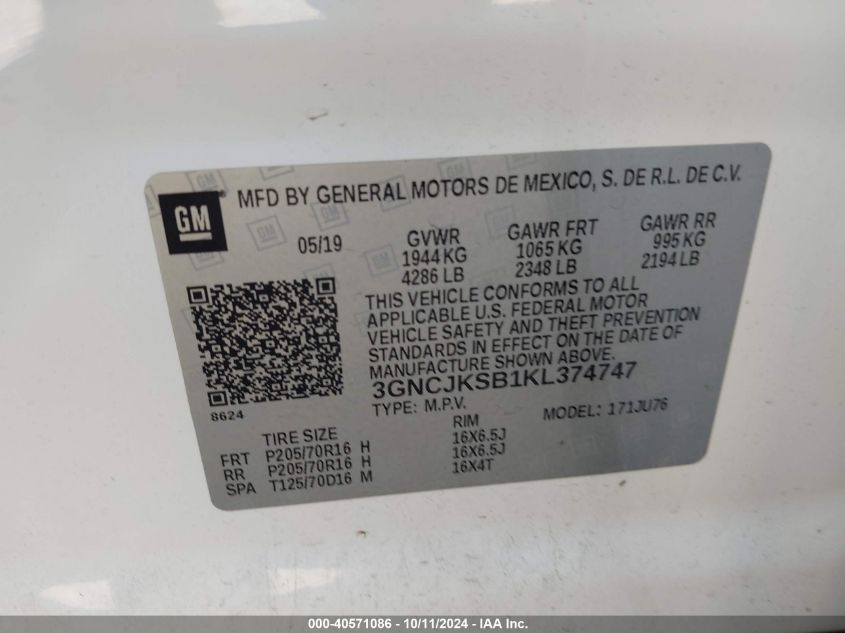 GM
MFD BY GENERAL MOTORS DE MEXICO, S. DE R.L. DE C.V.
05/19 GVWR GAWR FRT GAWR RR
1944 KG 1065 KG 995 KG
4286 LB 2348 LB 2194 LB
THIS VEHICLE CONFORMS TO ALL
APPLICABLE U.S. FEDERAL MOTOR
VEHICLE SAFETY AND THEFT PREVENTION
STANDARDS IN EFFECT ON THE DATE OF
MANUFACTURE SHOWN ABOVE.
3GNCJKSB1KL374747
8624 TYPE: M.P.V. MODEL: 171JU76
TIRE SIZE RIM
FRT P205/70R16 H 16X6.5J
RR P205/70R16 H 16X6.5J
SPA T125/70D16 M 16X4T
000-40571086 - 10/11/2024 - IAA Inc.